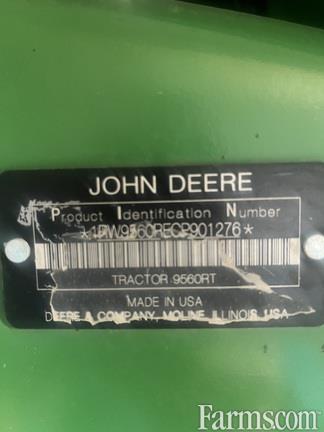 JOHN DEERE
Product Identification Number
*1RW9560RECP901276*
TRACTOR 9560RT
MADE IN USA
DEERE & COMPANY, MOLINE, ILLINOIS, USA
Farms.com®